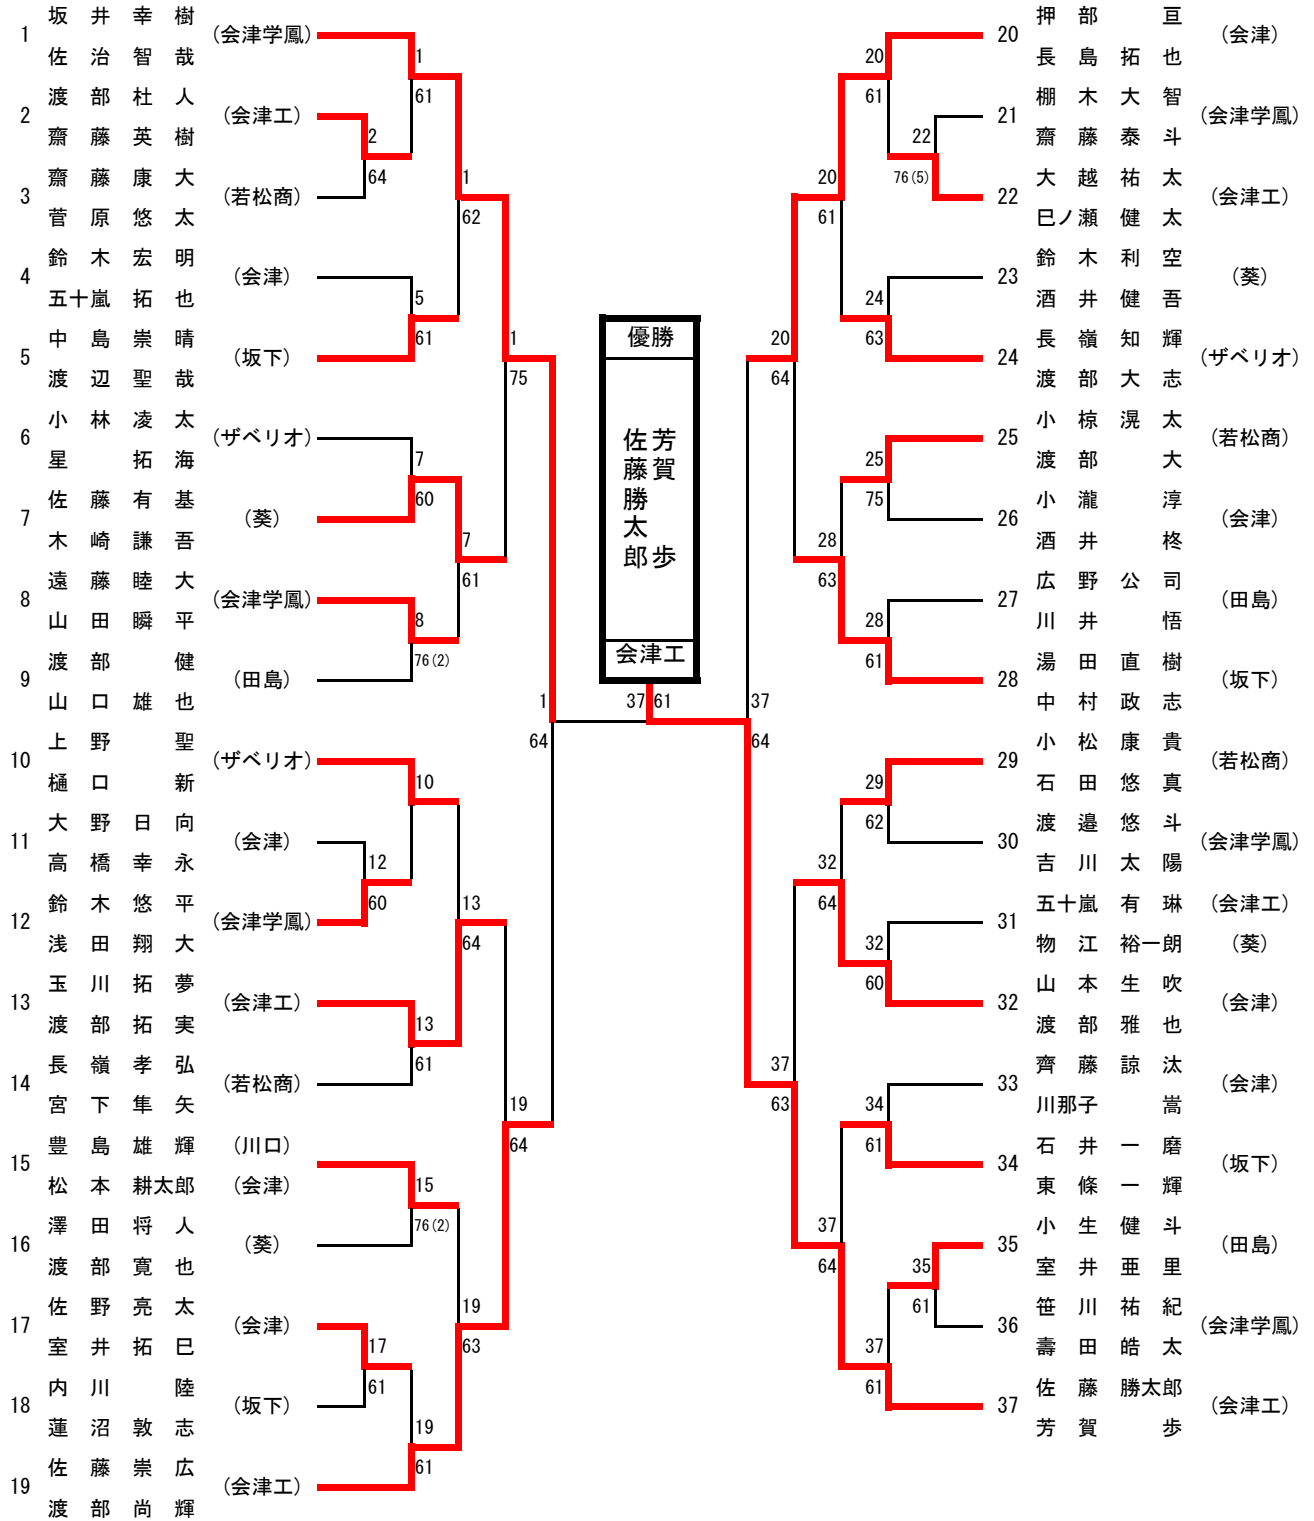 坂井幸樹
1 (会津学鳳)
佐治智哉
渡部杜人
2 (会津工)
齋藤英樹
齋藤康大
3 (若松商)
菅原悠太
鈴木宏明
4 (会津)
五十嵐拓也
中島崇晴
5 (坂下)
渡辺聖哉
小林凌太
6 (ザベリオ)
星拓海
佐藤有基
7 (葵)
木崎謙吾
遠藤睦大
8 (会津学鳳)
山田瞬平
渡部健
9 (田島)
山口雄也
上野聖
10 (ザベリオ)
樋口新
大野日向
11 (会津)
高橋幸永
鈴木悠平
12 (会津学鳳)
浅田翔大
玉川拓夢
13 (会津工)
渡部拓実
長嶺孝弘
14 (若松商)
宮下隼矢
豊島雄輝 (川口)
15
松本耕太郎 (会津)
澤田将人
16 (葵)
渡部寛也
佐野亮太
17 (会津)
室井拓巳
内川陸
18 (坂下)
蓮沼敦志
佐藤崇広
19 (会津工)
渡部尚輝
1
61
2
64
1
62
5
61
1
75
7
60
7
61
8
76(2)
1
64
10
12
60
13
64
13
61
19
64
15
76(2)
19
63
17
61
19
61
優勝
佐藤勝太郎
芳賀歩
会津工
37 61
20
61
22
76(5)
20
61
24
63
20
64
25
75
28
63
28
61
37
64
29
62
32
64
32
60
37
63
34
61
37
64
35
61
37
61
押部亘
20 (会津)
長島拓也
棚木大智
21 (会津学鳳)
齋藤泰斗
大越祐太
22 (会津工)
巳ノ瀬健太
鈴木利空
23 (葵)
酒井健吾
長嶺知輝
24 (ザベリオ)
渡部大志
小椋滉太
25 (若松商)
渡部大
小瀧淳
26 (会津)
酒井柊
広野公司
27 (田島)
川井悟
湯田直樹
28 (坂下)
中村政志
小松康貴
29 (若松商)
石田悠真
渡邉悠斗
30 (会津学鳳)
吉川太陽
五十嵐有琳 (会津工)
31
物江裕一朗 (葵)
山本生吹
32 (会津)
渡部雅也
齊藤諒汰
33 (会津)
川那子嵩
石井一磨
34 (坂下)
東條一輝
小生健斗
35 (田島)
室井亜里
笹川祐紀
36 (会津学鳳)
壽田皓太
佐藤勝太郎
37 (会津工)
芳賀歩